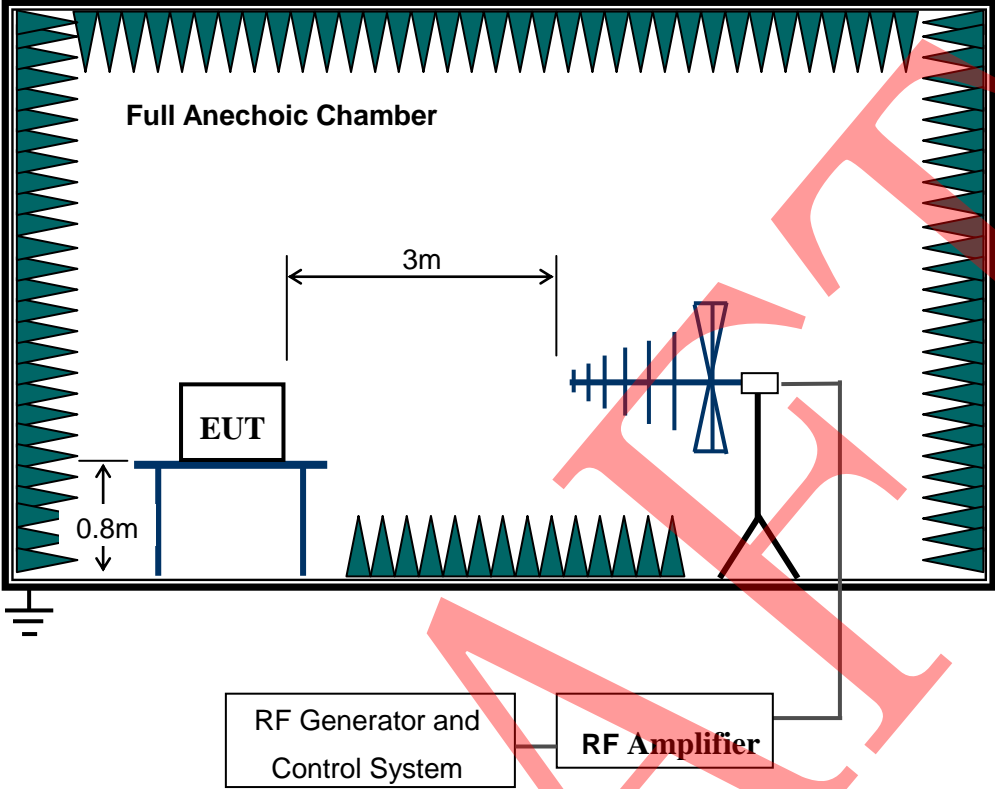 Full Anechoic Chamber
3m
EUT
0.8m
RF Generator and
Control System
RF Amplifier